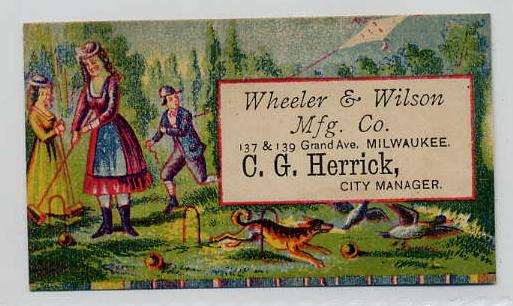 Wheeler & Wilson
Mfg. Co.
137 & 139 Grand Ave. MILWAUKEE.
C. G. Herrick,
CITY MANAGER.